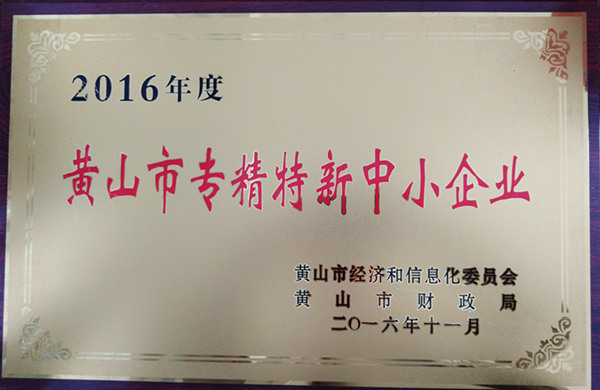 2016年度
黄山市专精特新中小企业
黄山市经济和信息化委员会
黄山市财政局
二〇一六年十一月